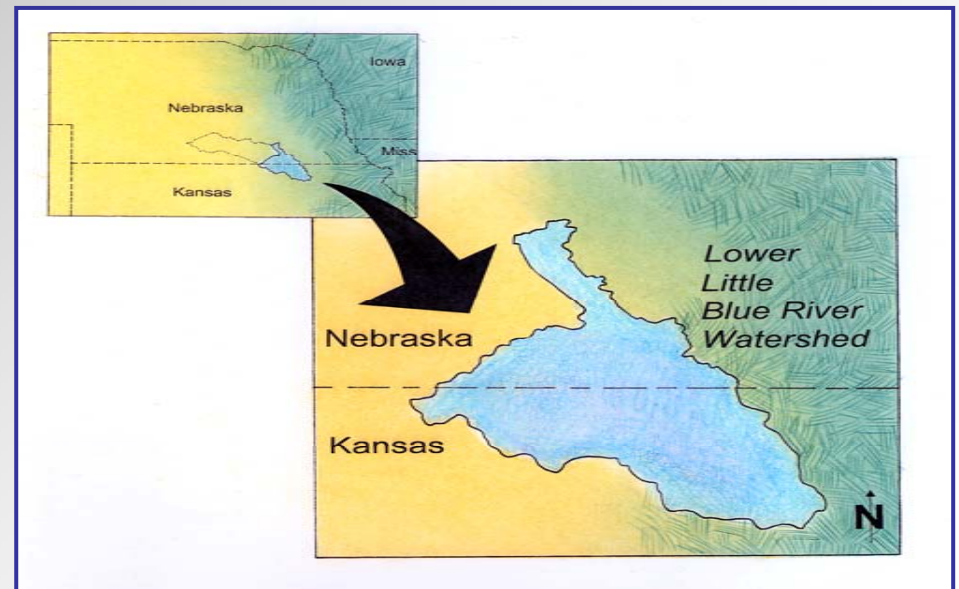 Iowa
Nebraska
Miss
Kansas
Lower
Little
Blue River
Watershed
Nebraska
Kansas
N